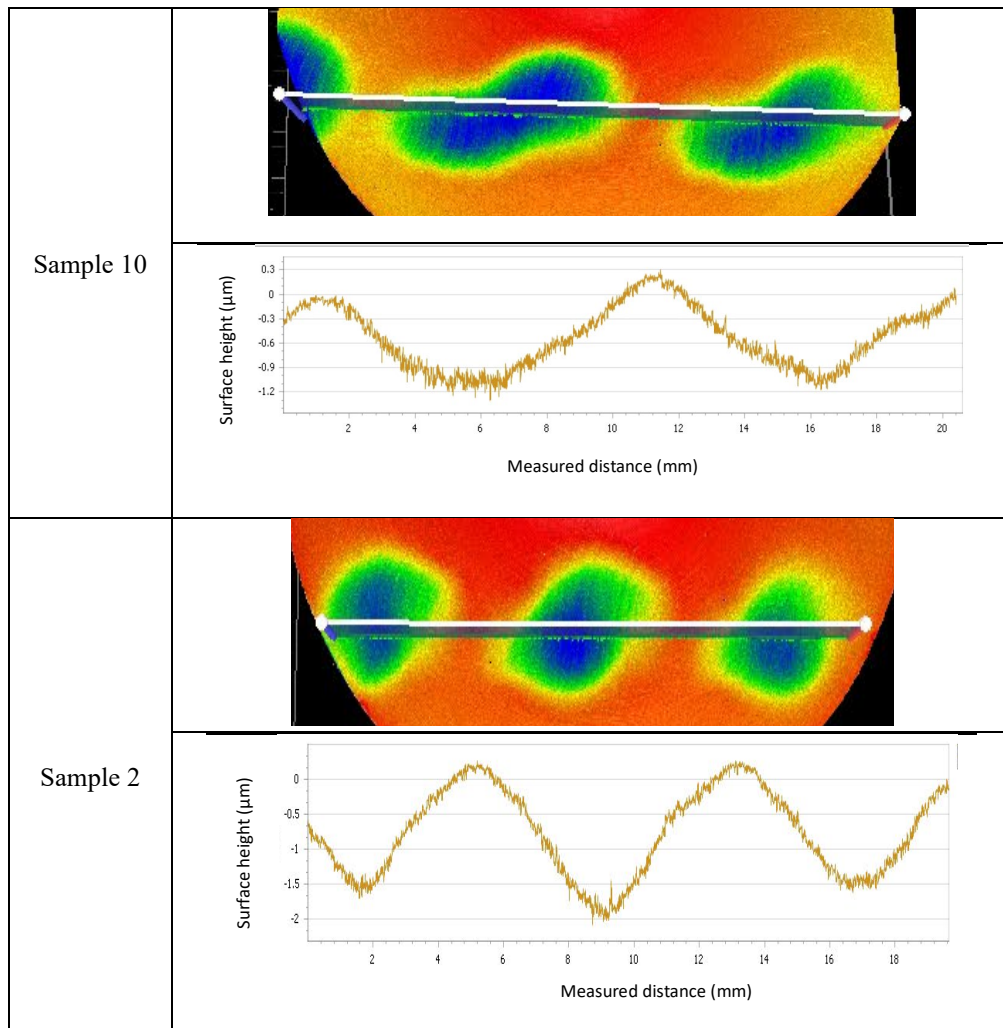 Sample 10
Surface height (µm)
0.3
0
-0.3
-0.6
-0.9
-1.2
2 4 6 8 10 12 14 16 18 20
Measured distance (mm)
Sample 2
Surface height (µm)
0
-0.5
-1
-1.5
-2
2 4 6 8 10 12 14 16 18
Measured distance (mm)